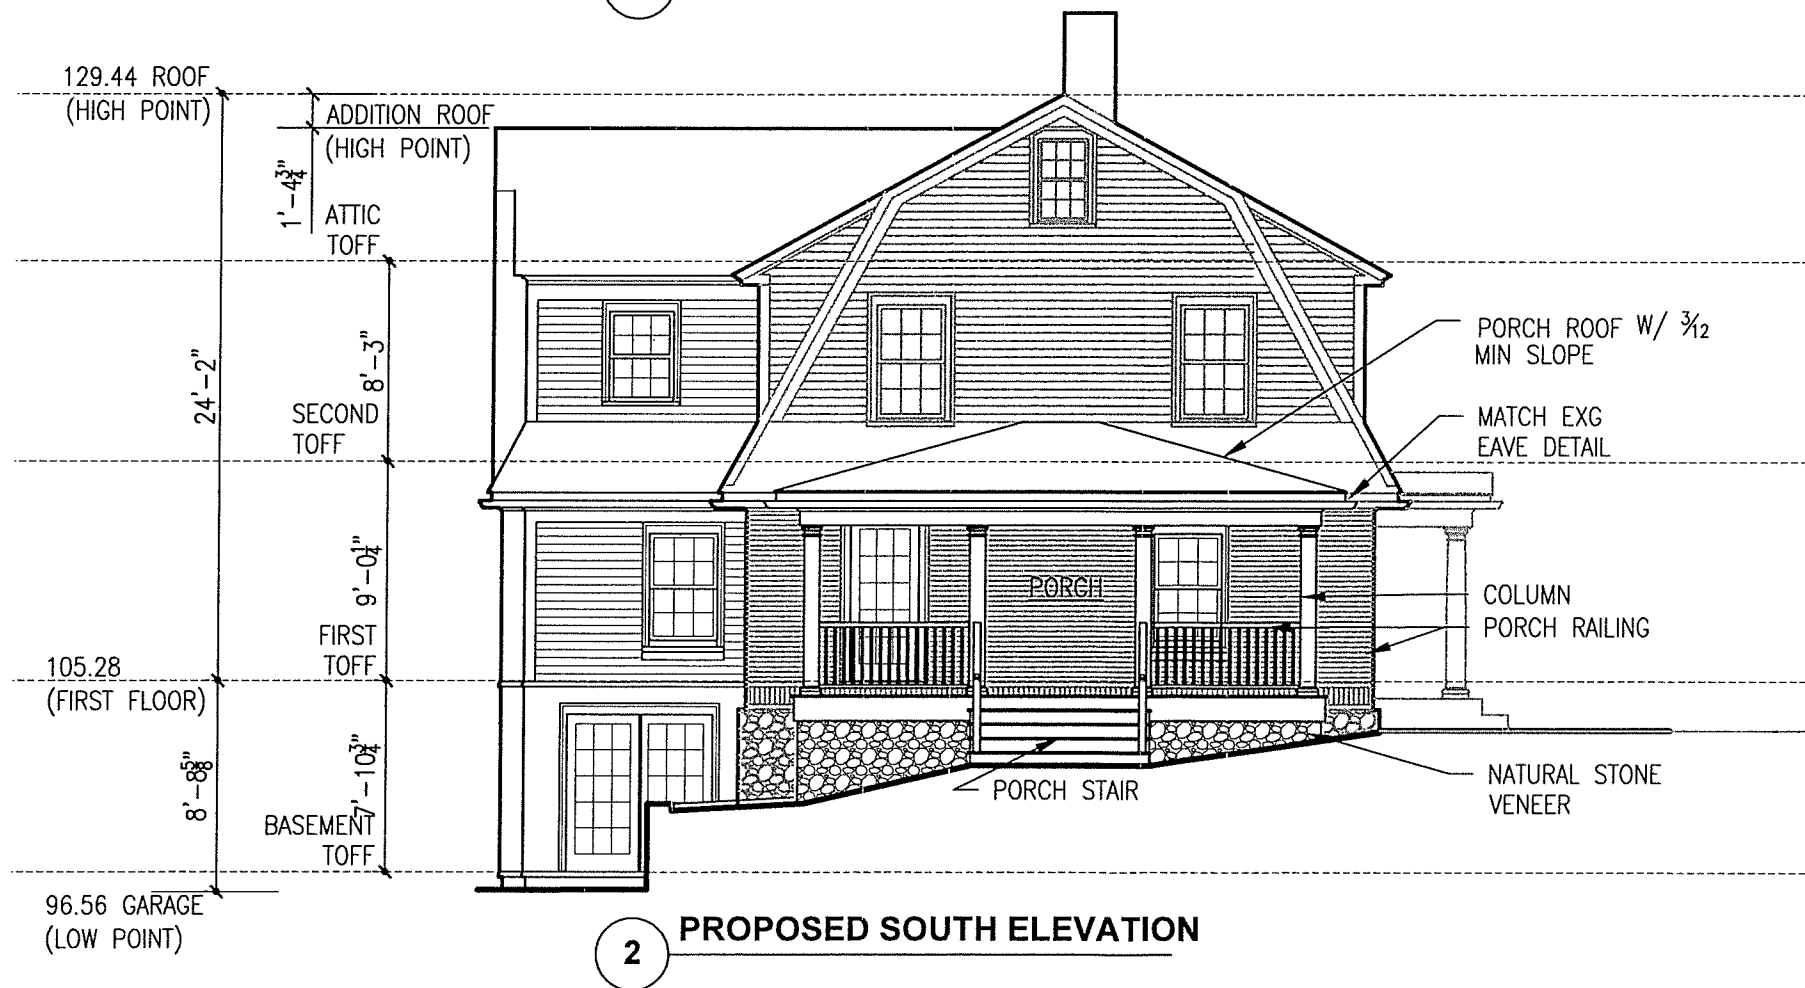 129.44 ROOF
(HIGH POINT)
ADDITION ROOF
(HIGH POINT)
1'-4¾"
ATTIC
TOFF
24'-2"
8'-3"
SECOND
TOFF
9'-0¼"
FIRST
TOFF
105.28
(FIRST FLOOR)
8'-8⅝"
7'-10¾"
BASEMENT
TOFF
96.56 GARAGE
(LOW POINT)
PORCH ROOF W/ 3/12
MIN SLOPE
MATCH EXG
EAVE DETAIL
PORCH
COLUMN
PORCH RAILING
PORCH STAIR
NATURAL STONE
VENEER
2 PROPOSED SOUTH ELEVATION